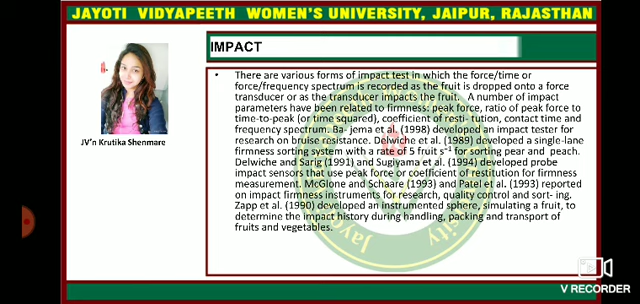 JAYOTI VIDYAPEETH WOMEN'S UNIVERSITY, JAIPUR, RAJASTHAN
IMPACT
JV'n Krutika Shenmare
• There are various forms of impact test in which the force/time or
force/frequency spectrum is recorded as the fruit is dropped onto a force
transducer or as the transducer impacts the fruit. A number of impact
parameters have been related to firmness: peak force, ratio of peak force to
time-to-peak (or time squared), coefficient of resti- tution, contact time and
frequency spectrum. Ba- jema et al. (1998) developed an impact tester for
research on bruise resistance. Delwiche et al. (1989) developed a single-lane
firmness sorting system with a rate of 5 fruit s⁻¹ for sorting pear and peach.
Delwiche and Sarig (1991) and Sugiyama et al. (1994) developed probe
impact sensors that use peak force or coefficient of restitution for firmness
measurement. McGlone and Schaare (1993) and Patel et al. (1993) reported
on impact firmness instruments for research, quality control and sort- ing.
Zapp et al. (1990) developed an instrumented sphere, simulating a fruit, to
determine the impact history during handling, packing and transport of
fruits and vegetables.
V RECORDER